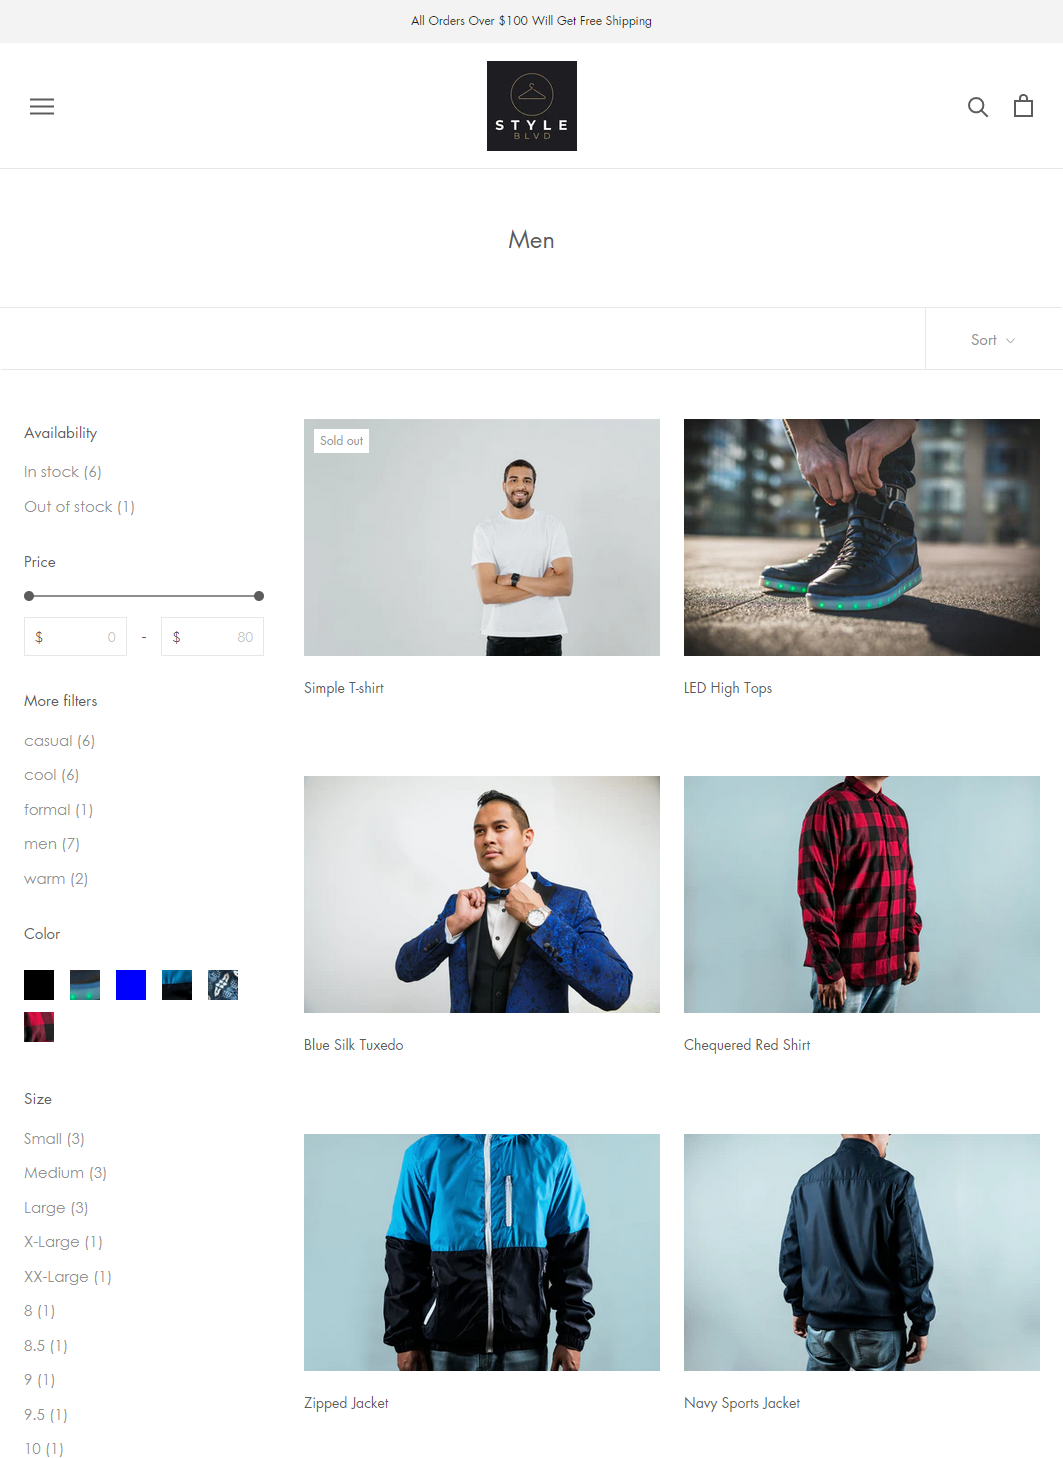 All Orders Over $100 Will Get Free Shipping
STYLE
BLVD
Men
Sort
Availability
In stock (6)
Out of stock (1)
Price
$ 0 - $ 80
More filters
casual (6)
cool (6)
formal (1)
men (7)
warm (2)
Color
Size
Small (3)
Medium (3)
Large (3)
X-Large (1)
XX-Large (1)
8 (1)
8.5 (1)
9 (1)
9.5 (1)
10 (1)
Sold out
Simple T-shirt
LED High Tops
Blue Silk Tuxedo
Chequered Red Shirt
Zipped Jacket
Navy Sports Jacket